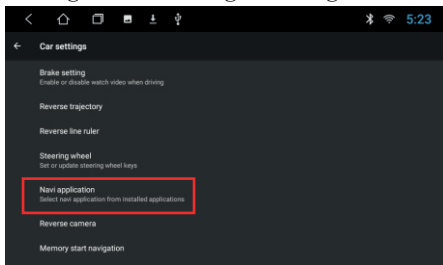 5:23
Car settings
Brake setting
Enable or disable watch video when driving
Reverse trajectory
Reverse line ruler
Steering wheel
Set or update steering wheel keys
Navi application
Select navi application from installed applications
Reverse camera
Memory start navigation